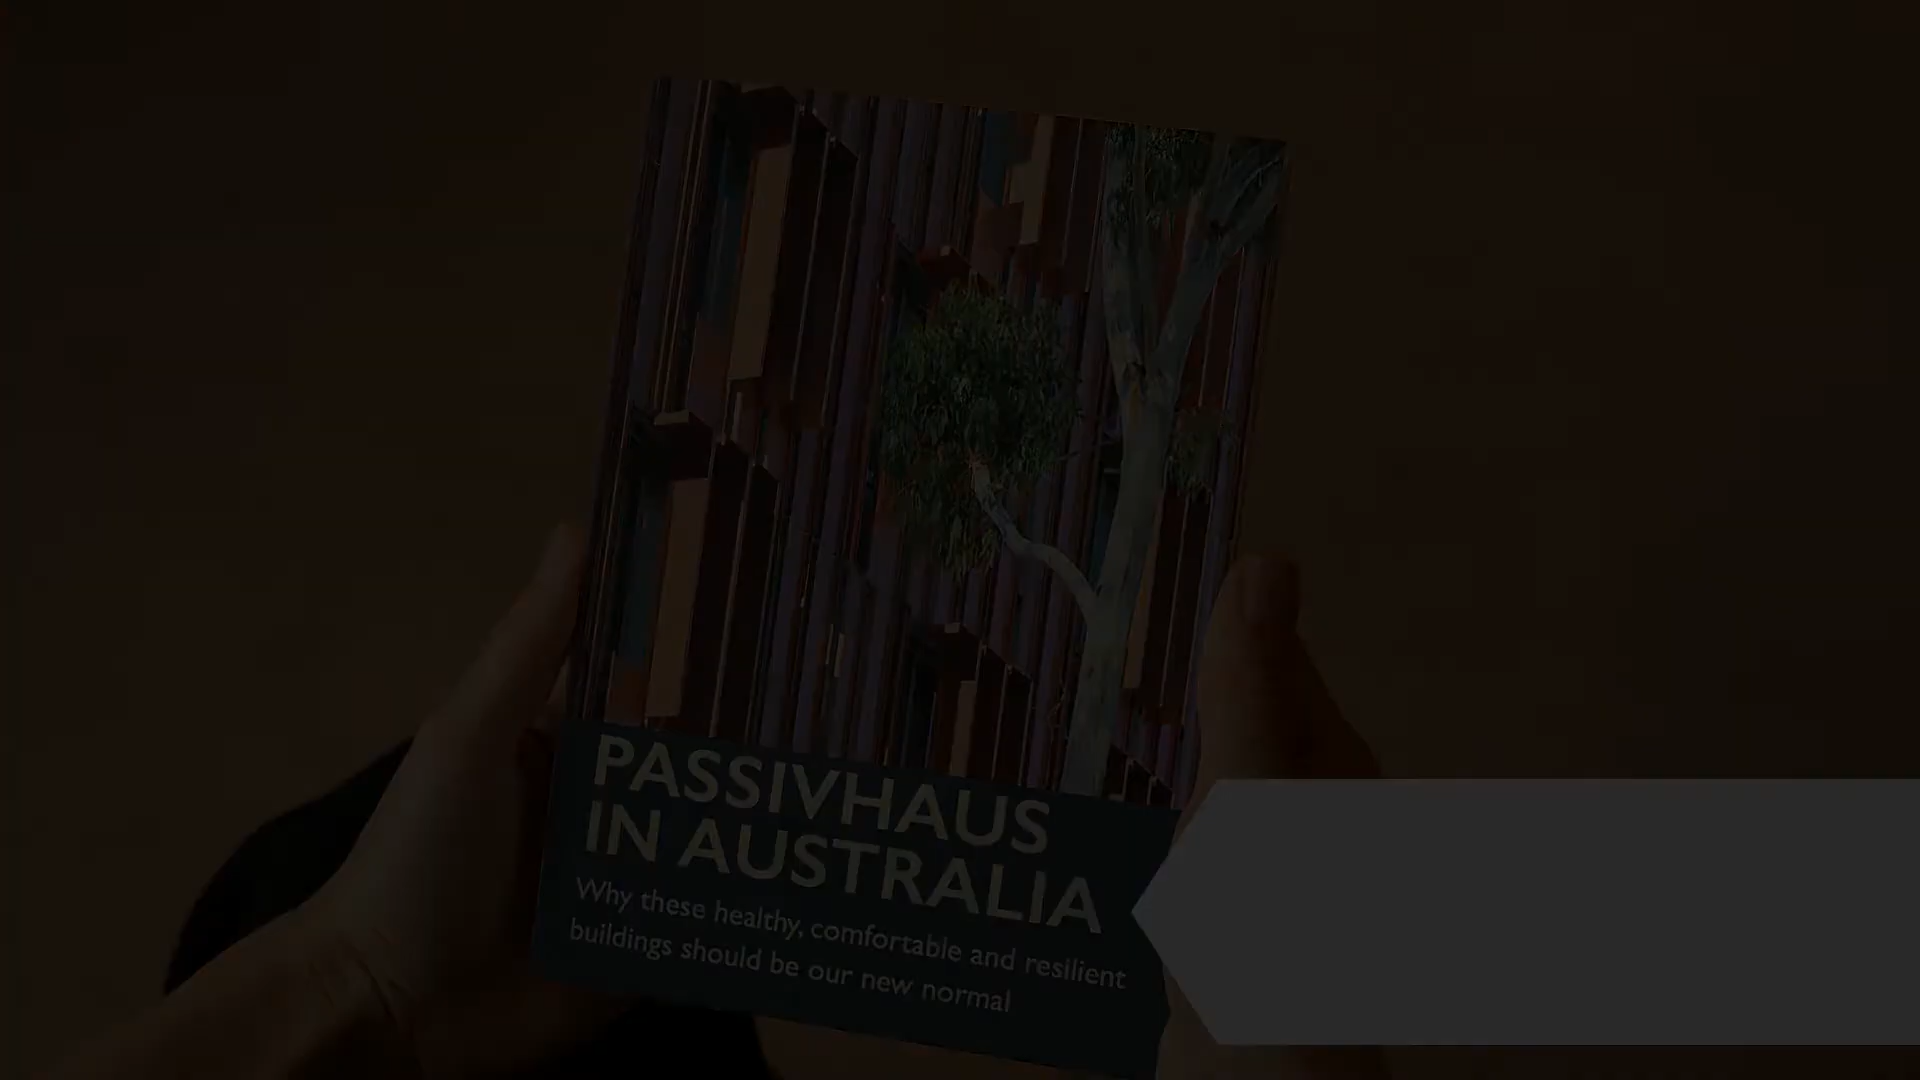 PASSIVHAUS
IN AUSTRALIA
Why these healthy, comfortable and resilient
buildings should be our new normal